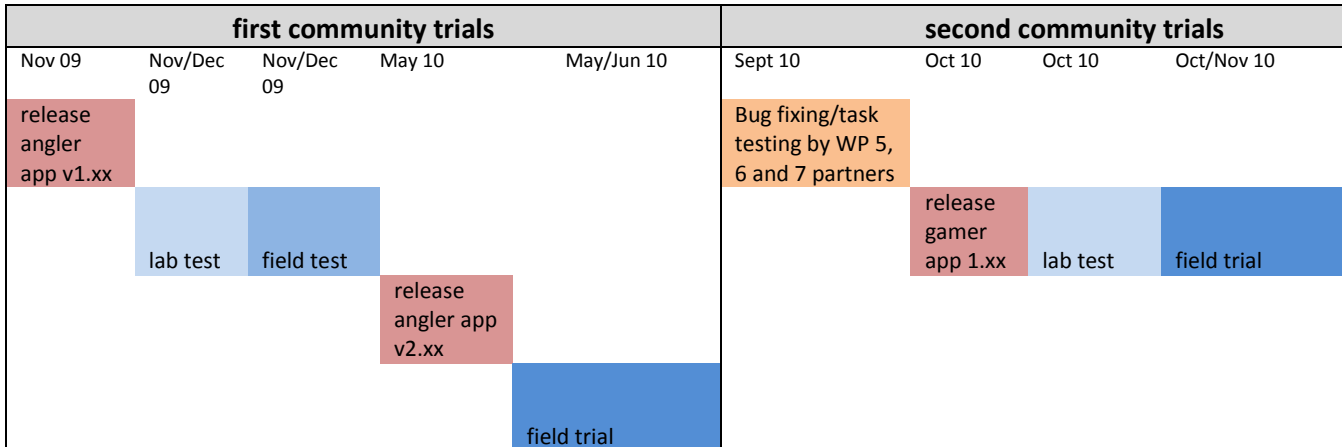 first community trials
second community trials
Nov 09
Nov/Dec
09
Nov/Dec
09
May 10
May/Jun 10
Sept 10
Oct 10
Oct 10
Oct/Nov 10
release
angler
app v1.xx
Bug fixing/task
testing by WP 5,
6 and 7 partners
lab test
field test
release
gamer
app 1.xx
lab test
field trial
release
angler app
v2.xx
field trial